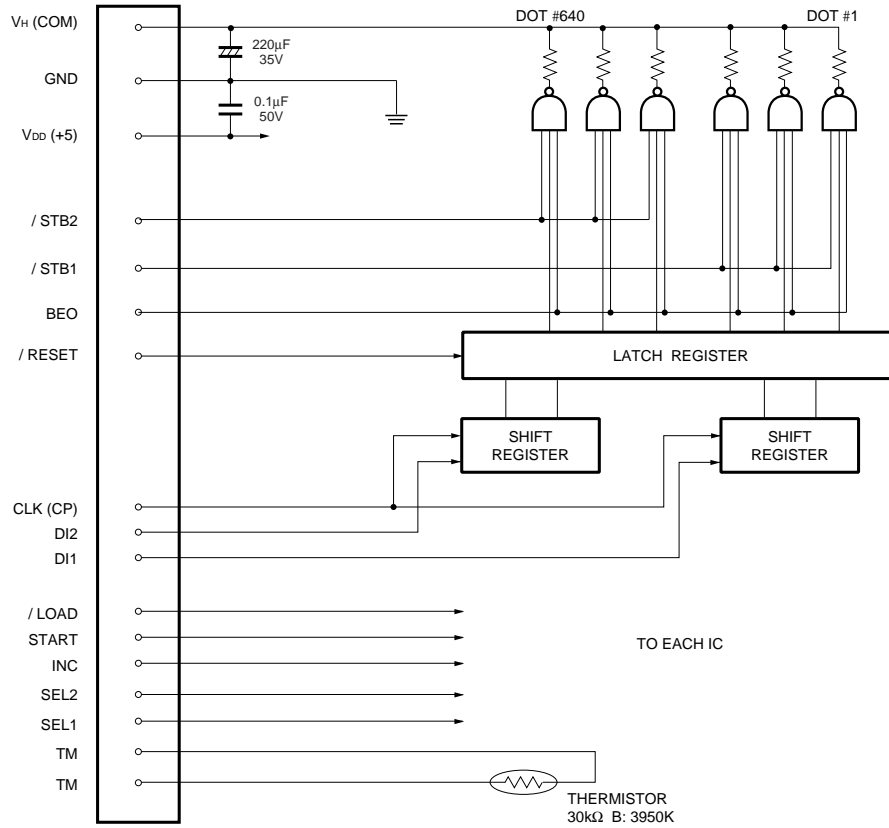 VH (COM)
GND
VDD (+5)
/ STB2
/ STB1
BEO
/ RESET
CLK (CP)
DI2
DI1
/ LOAD
START
INC
SEL2
SEL1
TM
TM
220µF
35V
0.1µF
50V
DOT #640
DOT #1
LATCH REGISTER
SHIFT
REGISTER
SHIFT
REGISTER
TO EACH IC
THERMISTOR
30kΩ B: 3950K